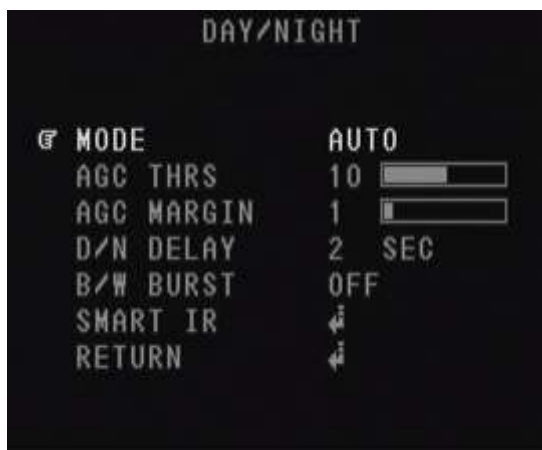 DAY/NIGHT
MODE AUTO
AGC THRS 10
AGC MARGIN 1
D/N DELAY 2 SEC
B/W BURST OFF
SMART IR
RETURN